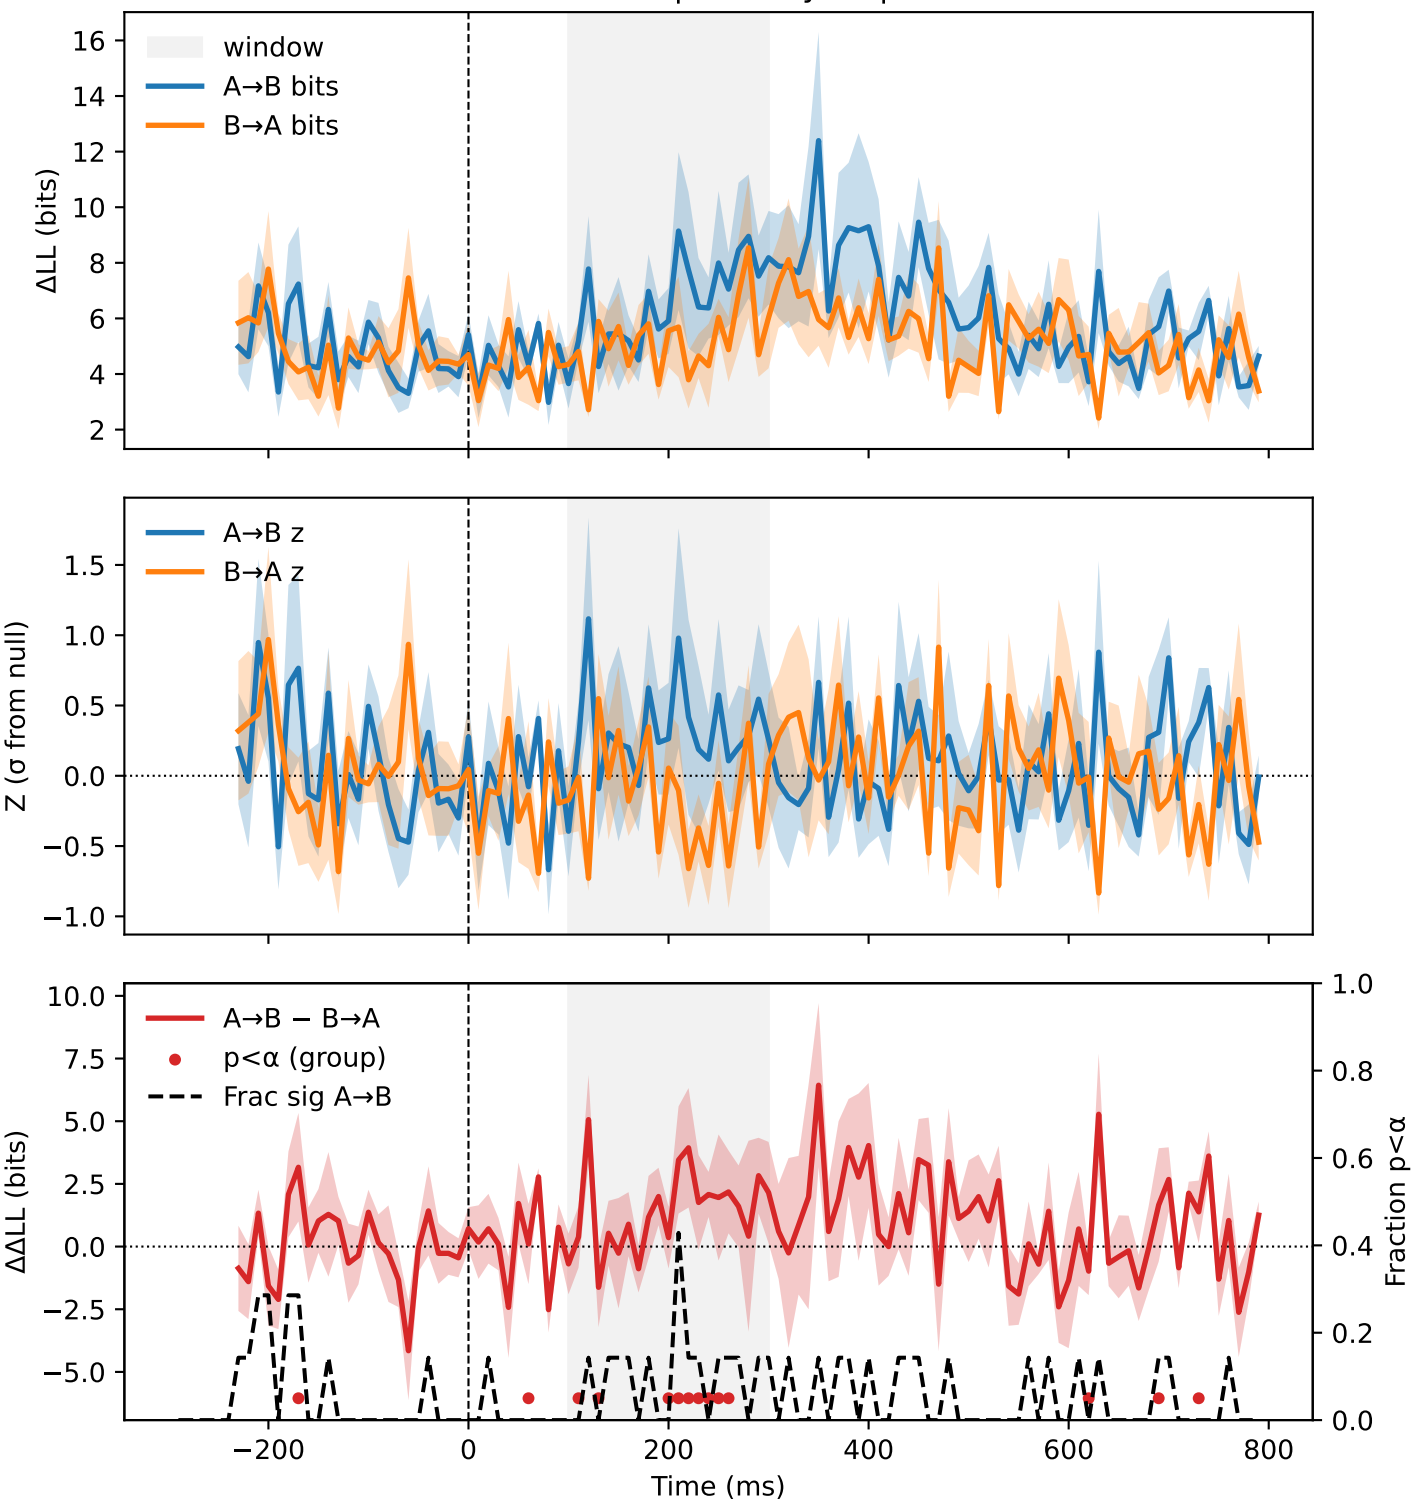 16
14
12
10
8
6
4
2
ΔLL (bits)
window
A→B bits
B→A bits
1.5
1.0
0.5
0.0
−0.5
−1.0
Z (σ from null)
A→B z
B→A z
10.0
7.5
5.0
2.5
0.0
−2.5
−5.0
ΔΔLL (bits)
A→B − B→A
p<α (group)
Frac sig A→B
1.0
0.8
0.6
0.4
0.2
0.0
Fraction p<α
−200 0 200 400 600 800
Time (ms)